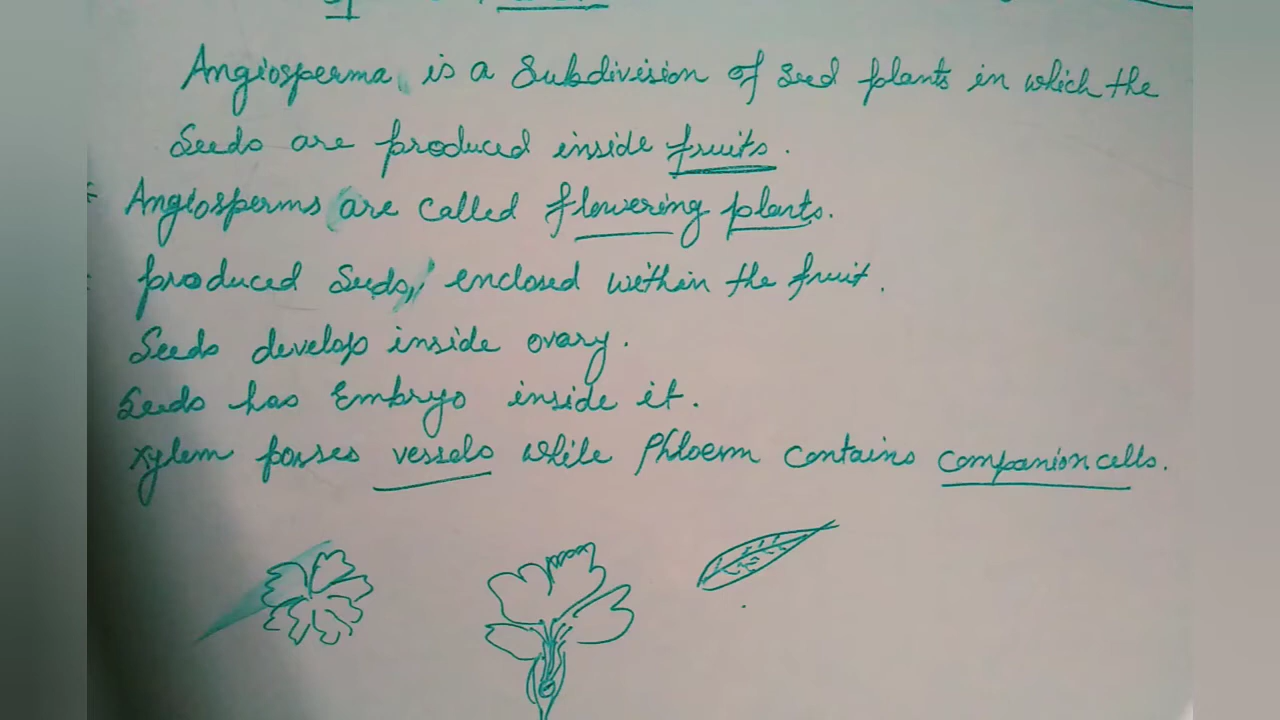 Angiosperma is a Subdivision of Seed plants in which the
Seeds are produced inside fruits.
Angiosperms are called flowering plants.
produced Seeds, enclosed within the fruit.
Seeds develop inside ovary.
Seeds has Embryo inside it.
Xylem posses vessels while Phloem contains companion cells.